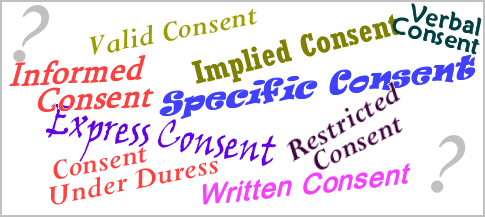 ?
Valid Consent
Implied Consent
Verbal
Consent
Informed
Consent
Specific Consent
Express Consent
Restricted
Consent
Consent
Under Duress
Written Consent
?